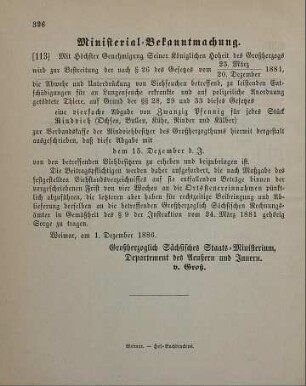 326
Ministerial-Bekanntmachung.
[113] Mit Höchster Genehmigung Seiner Königlichen Hoheit des Großherzogs
wird zur Bestreitung der nach § 26 des Gesetzes vom 23. März / 20. Dezember 1881,
die Abwehr und Unterdrückung von Viehseuchen betreffend, zu leistenden Ent-
schädigungen für an Lungenseuche erkrankte und auf polizeiliche Anordnung
getödtete Thiere, auf Grund der §§ 28, 29 und 33 dieses Gesetzes
eine vierfache Abgabe von Zwanzig Pfennig für jedes Stück
Rindvieh (Ochsen, Bullen, Kühe, Rinder und Kälber)
zur Verbandskasse der Rindviehbesitzer des Großherzogthums hiermit dergestalt
ausgeschrieben, daß diese Abgabe mit
dem 15. Dezember d. J.
von den betreffenden Viehbesitzern zu erheben und beizubringen ist.
Die Beitragspflichtigen werden daher aufgefordert, die nach Maßgabe des
festgestellten Viehstandsverzeichnisses auf sie entfallenden Beträge binnen der
vorgeschriebenen Frist von vier Wochen an die Ortssteuereinnahmen pünkt-
lich abzuführen, die letzteren aber haben für die rechtzeitige Beibringung und Ab-
lieferung derselben an die betreffenden Großherzoglich Sächsischen Rechnungs-
ämter in Gemäßheit des § 9 der Instruktion vom 24. März 1881 gehörig
Sorge zu tragen.
Weimar, am 1. Dezember 1886.
Großherzoglich Sächsisches Staats-Ministerium,
Departement des Aeußern und Innern.
v. Groß.
Weimar. — Hof-Buchdruckerei.